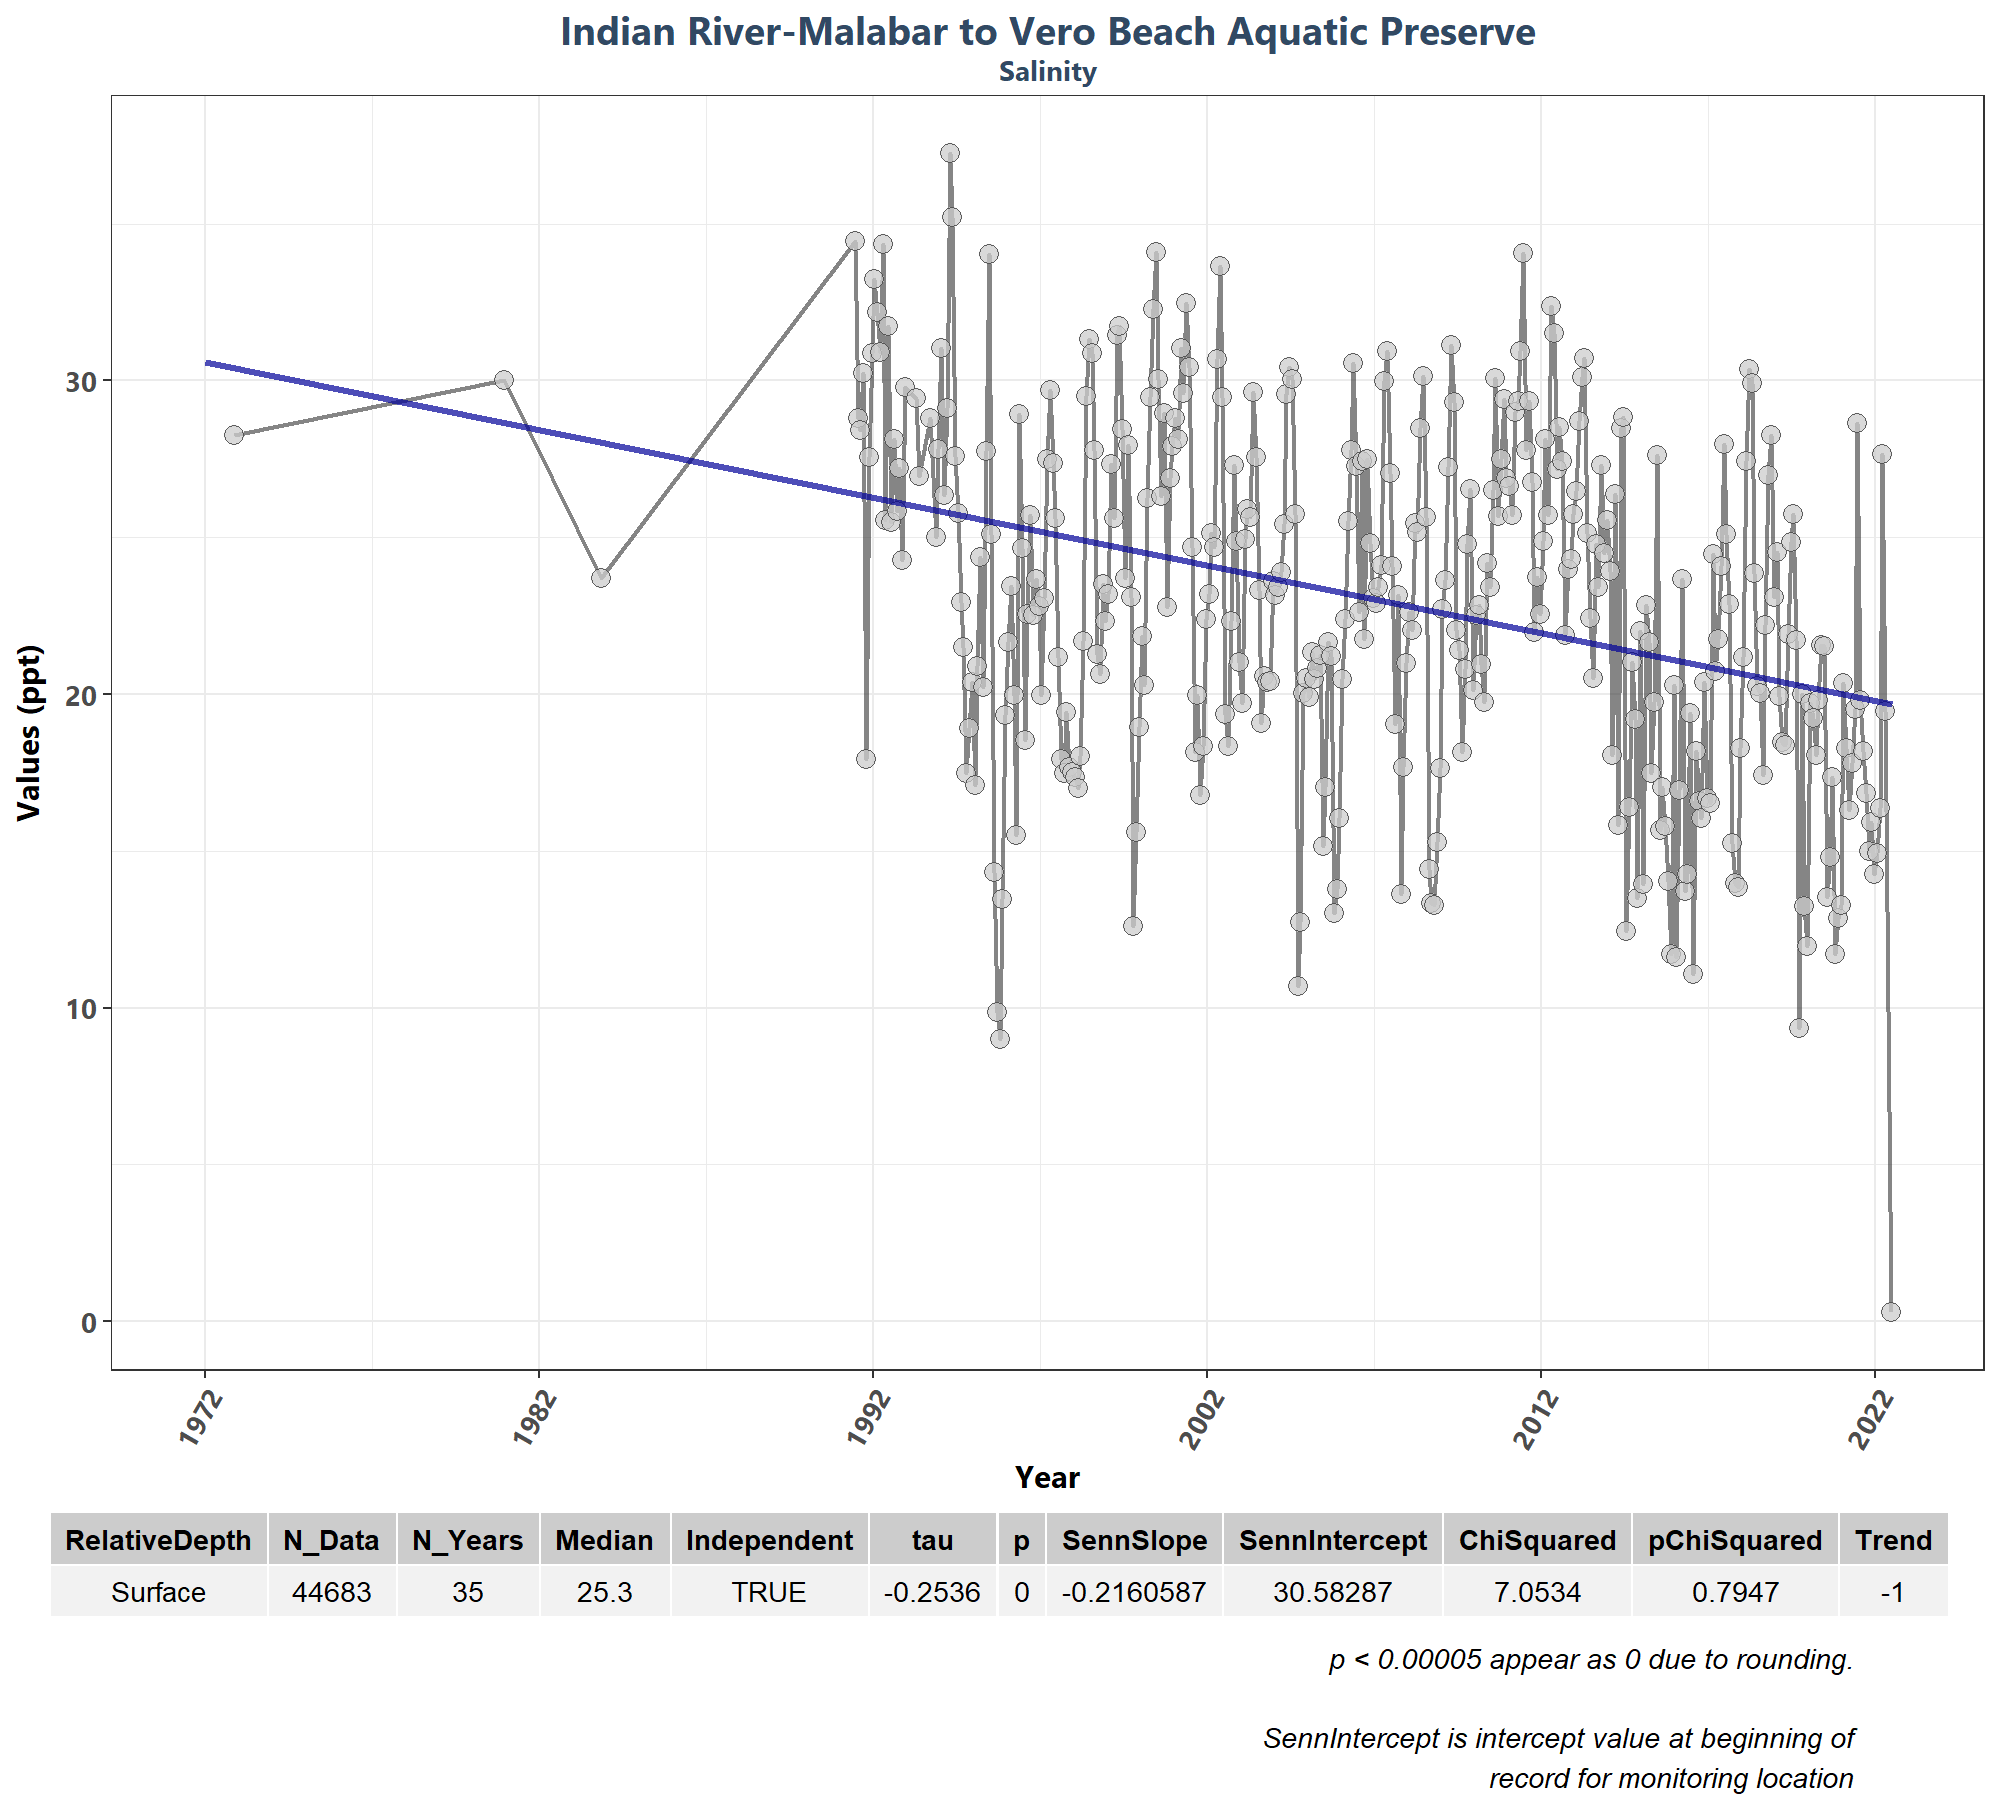 Indian River-Malabar to Vero Beach Aquatic Preserve
Salinity
Values (ppt)
30
20
10
0
1972 1982 1992 2002 2012 2022
Year
RelativeDepth N_Data N_Years Median Independent tau p SennSlope SennIntercept ChiSquared pChiSquared Trend
Surface 44683 35 25.3 TRUE -0.2536 0 -0.2160587 30.58287 7.0534 0.7947 -1
p < 0.00005 appear as 0 due to rounding.
SennIntercept is intercept value at beginning of
record for monitoring location